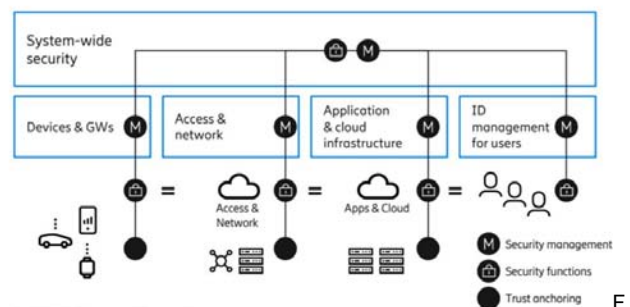 System-wide
security
M
Devices & GWs
M
Access &
network
M
Application
& cloud
infrastructure
M
ID
management
for users
M
=
Access &
Network
=
Apps & Cloud
=
M Security management
Security functions
Trust anchoring
F